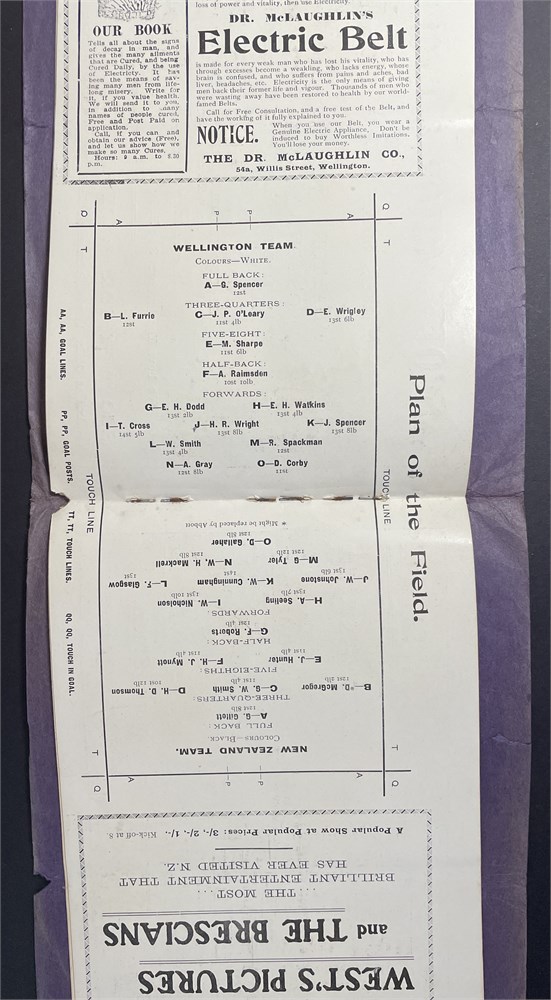 OUR BOOK
Tells all about the signs
of decay in man, and
gives the many ailments
that are Cured, and being
Cured Daily, by the use
of Electricity. It has
been the means of sav-
ing many men from life-
long misery. Write for
it, if you value health.
We will send it to you,
in addition to many
names of people cured,
Free and Post Paid on
application.
Call, if you can and
obtain our advice (Free),
and let us show we make
so many Cures.
Hours: 9 a.m. to 8.30
p.m.
loss of power and vitality, then use Electricity.
DR. McLAUGHLIN'S
Electric Belt
is made for every weak man who has lost his vitality, who has
through excesses become a weakling, who lacks energy, whose
brain is confused, and who suffers from pains and aches, bad
liver, headaches, etc. Electricity is the only means of giving
men back their former life and vigour. Thousands of men who
were wasting away have been restored to health by our world-
famed Belts.
Call for Free Consultation, and a free test of the Belt, and
have the working of it fully explained to you.
NOTICE.
When you use our Belt, you wear a
Genuine Electric Appliance. Don't be
induced to buy Worthless Imitations.
You'll lose your money.
THE DR. McLAUGHLIN CO.,
54a, Willis Street, Wellington.
Q A P P A Q
T T
WELLINGTON TEAM.
COLOURS—WHITE.
FULL BACK:
A—G. Spencer
12st
THREE-QUARTERS:
B—L. Furrie C—J. P. O'Leary D—E. Wrigley
12st 11st 4lb 13st 6lb
FIVE-EIGHT:
E—M. Sharpe
11st 6lb
HALF-BACK:
F—A. Ramsden
10st 10lb
FORWARDS:
G—E. H. Dodd H—E. H. Watkins
13st 2lb 13st 4lb
I—T. Cross J—H. R. Wright K—J. Spencer
14st 5lb 13st 8lb 13st 8lb
L—W. Smith M—R. Spackman
13st 4lb 12st
N—A. Gray O—D. Corby
12st 8lb 21st
Plan of the Field.
AA, AA, GOAL LINES. PP, PP, GOAL POSTS. TT, TT, TOUCH LINES. QQ, QQ, TOUCH IN GOAL.
TOUCH LINE
TOUCH LINE
Q A P P A Q
T T
NEW ZEALAND TEAM.
COLOURS—BLACK.
FULL BACK:
A—G. Gillett
THREE-QUARTERS:
B—*D. McGregor C—G. W. Smith D—H. D. Thomson
FIVE-EIGHTHS:
E—J. Hunter F—H. J. Mynott
HALF-BACK:
G—F. Roberts
FORWARDS:
H—A. Seeling I—W. Nicholson
J—W. Johnstone K—W. Cunningham L—F. Glasgow
M—G. Tyler N—W. H. Mackrell
O—D. Gallaher
* Might be replaced by Abbott
WEST'S PICTURES
and THE BRESCIANS
...THE MOST...
BRILLIANT ENTERTAINMENT THAT
HAS EVER VISITED N.Z.
A Popular Show at Popular Prices: 3/-, 2/-, 1/-. Kick-off at 8.